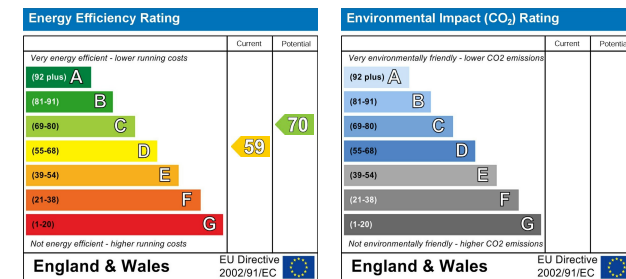 Energy Efficiency Rating
Current Potential
Very energy efficient - lower running costs
(92 plus) A
(81-91) B
(69-80) C
(55-68) D
(39-54) E
(21-38) F
(1-20) G
59
70
Not energy efficient - higher running costs
England & Wales
EU Directive
2002/91/EC
Environmental Impact (CO2) Rating
Current Potential
Very environmentally friendly - lower CO2 emissions
(92 plus) A
(81-91) B
(69-80) C
(55-68) D
(39-54) E
(21-38) F
(1-20) G
Not environmentally friendly - higher CO2 emissions
England & Wales
EU Directive
2002/91/EC